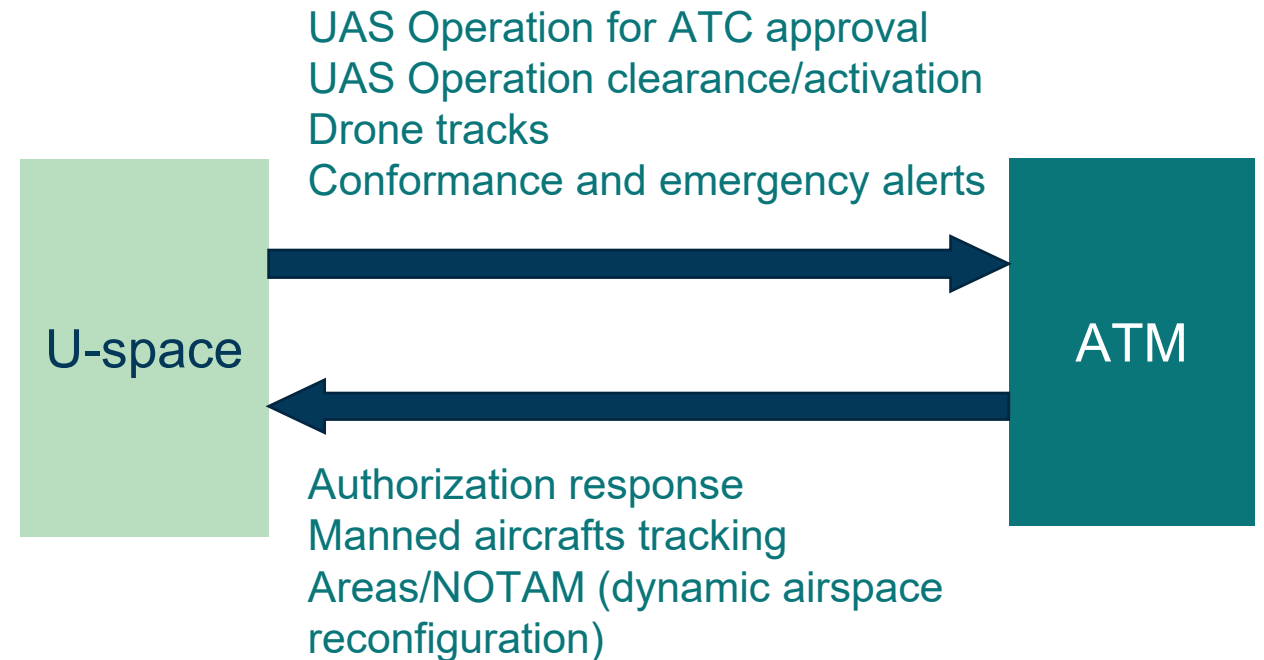 UAS Operation for ATC approval
UAS Operation clearance/activation
Drone tracks
Conformance and emergency alerts
U-space
ATM
Authorization response
Manned aircrafts tracking
Areas/NOTAM (dynamic airspace
reconfiguration)